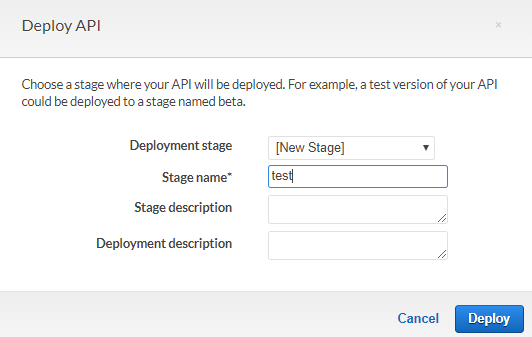 Deploy API
×
Choose a stage where your API will be deployed. For example, a test version of your API
could be deployed to a stage named beta.
Deployment stage [New Stage]
Stage name* test
Stage description
Deployment description
Cancel Deploy